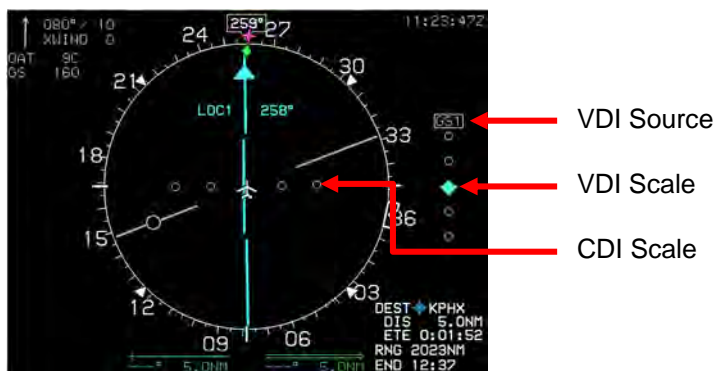 080°/ 10
XWIND 0
OAT 9C
GS 160
11:23:47Z
259°
24
27
21
30
LOC1 258°
33
18
GS1
36
15
12
03
09
06
DEST KPHX
DIS 5.0NM
ETE 0:01:52
RNG 2023NM
END 12:37
---° 5.0NM
---° 5.0NM
VDI Source
VDI Scale
CDI Scale